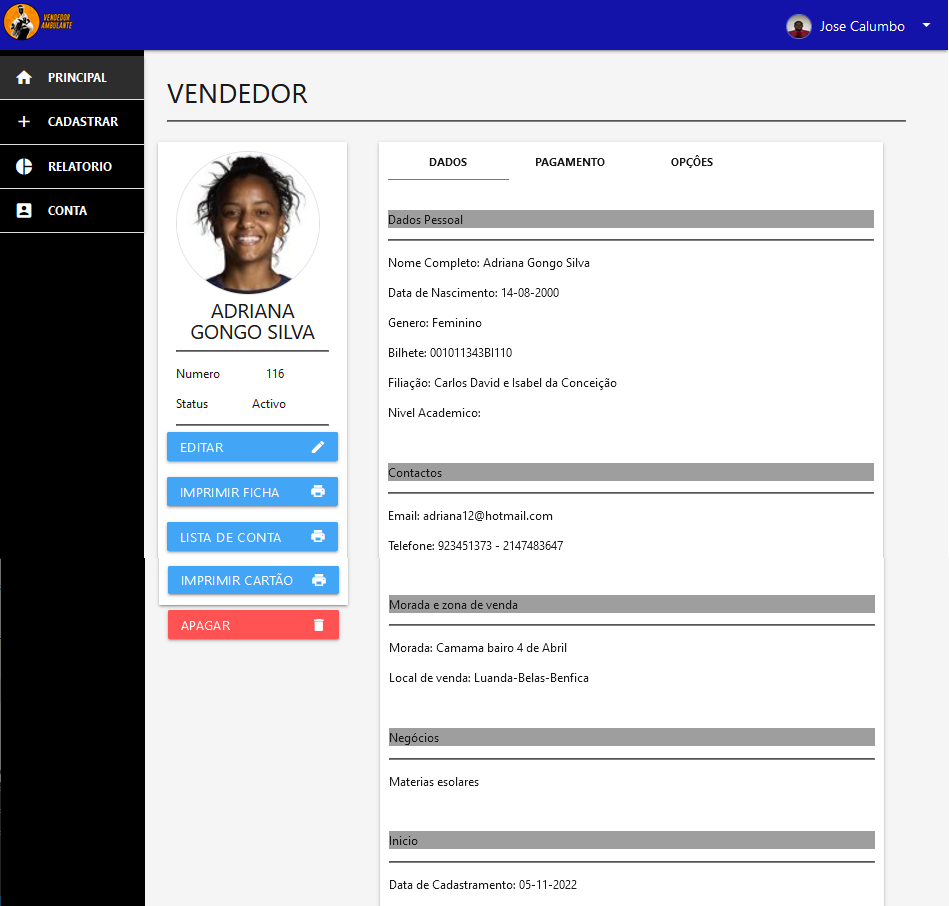 VENDEDOR
AMBULANTE
Jose Calumbo
PRINCIPAL
CADASTRAR
RELATORIO
CONTA
VENDEDOR
ADRIANA
GONGO SILVA
Numero 116
Status Activo
EDITAR
IMPRIMIR FICHA
LISTA DE CONTA
IMPRIMIR CARTÃO
APAGAR
DADOS PAGAMENTO OPÇÔES
Dados Pessoal
Nome Completo: Adriana Gongo Silva
Data de Nascimento: 14-08-2000
Genero: Feminino
Bilhete: 001011343BI110
Filiação: Carlos David e Isabel da Conceição
Nivel Academico:
Contactos
Email: adriana12@hotmail.com
Telefone: 923451373 - 2147483647
Morada e zona de venda
Morada: Camama bairo 4 de Abril
Local de venda: Luanda-Belas-Benfica
Negócios
Materias esolares
Inicio
Data de Cadastramento: 05-11-2022